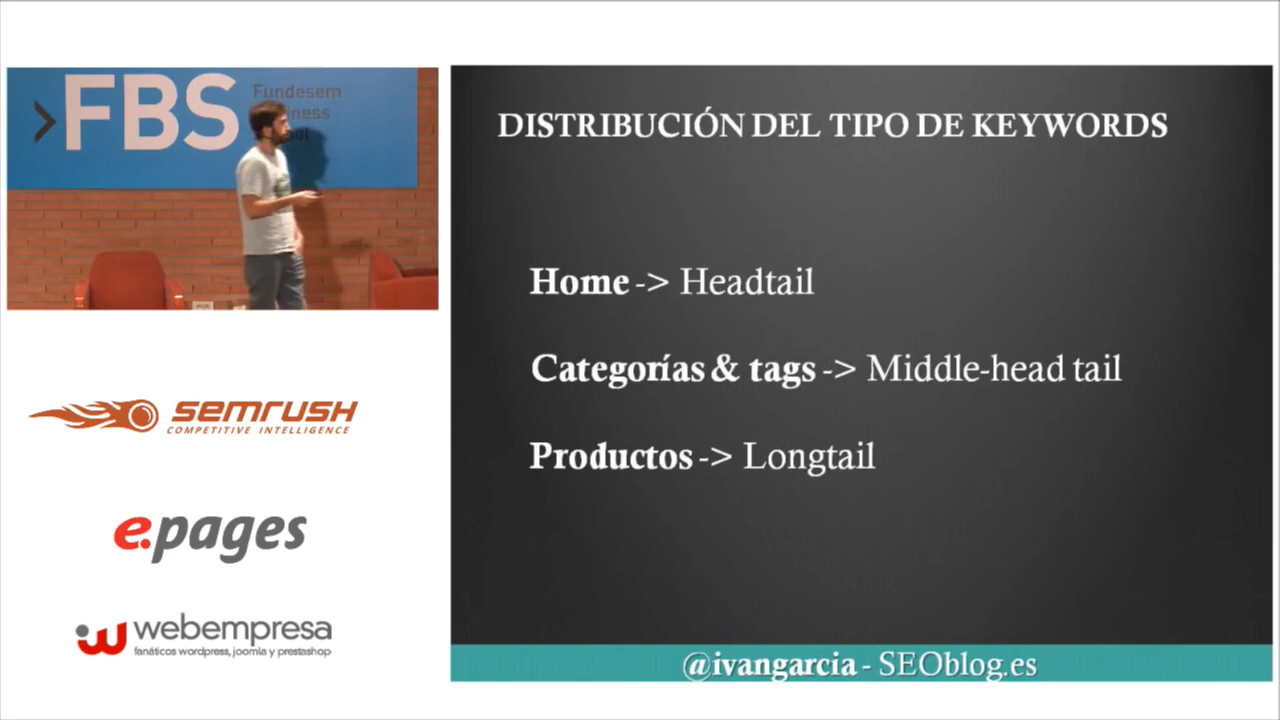 FBS
Fundesem
DISTRIBUCIÓN DEL TIPO DE KEYWORDS
Home -> Headtail
Categorías & tags -> Middle-head tail
Productos -> Longtail
@ivangarcia - SEOblog.es
semrush
COMPETITIVE INTELLIGENCE
e.pages
webempresa
fanáticos wordpress, joomla y prestashop